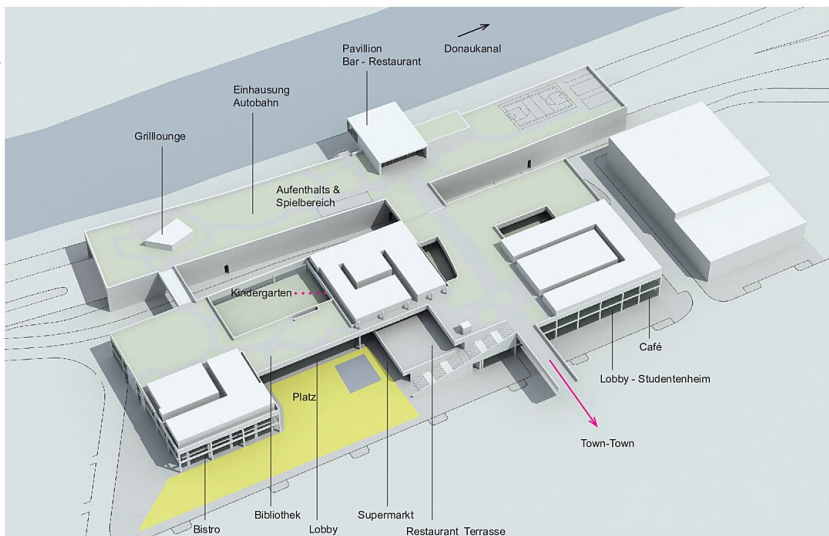 Pavillion
Bar - Restaurant
Donaukanal
Einhausung
Autobahn
Grilllounge
Aufenthalts &
Spielbereich
Kindergarten
Café
Lobby - Studentenheim
Platz
Town-Town
Bibliothek
Supermarkt
Bistro
Lobby
Restaurant Terrasse